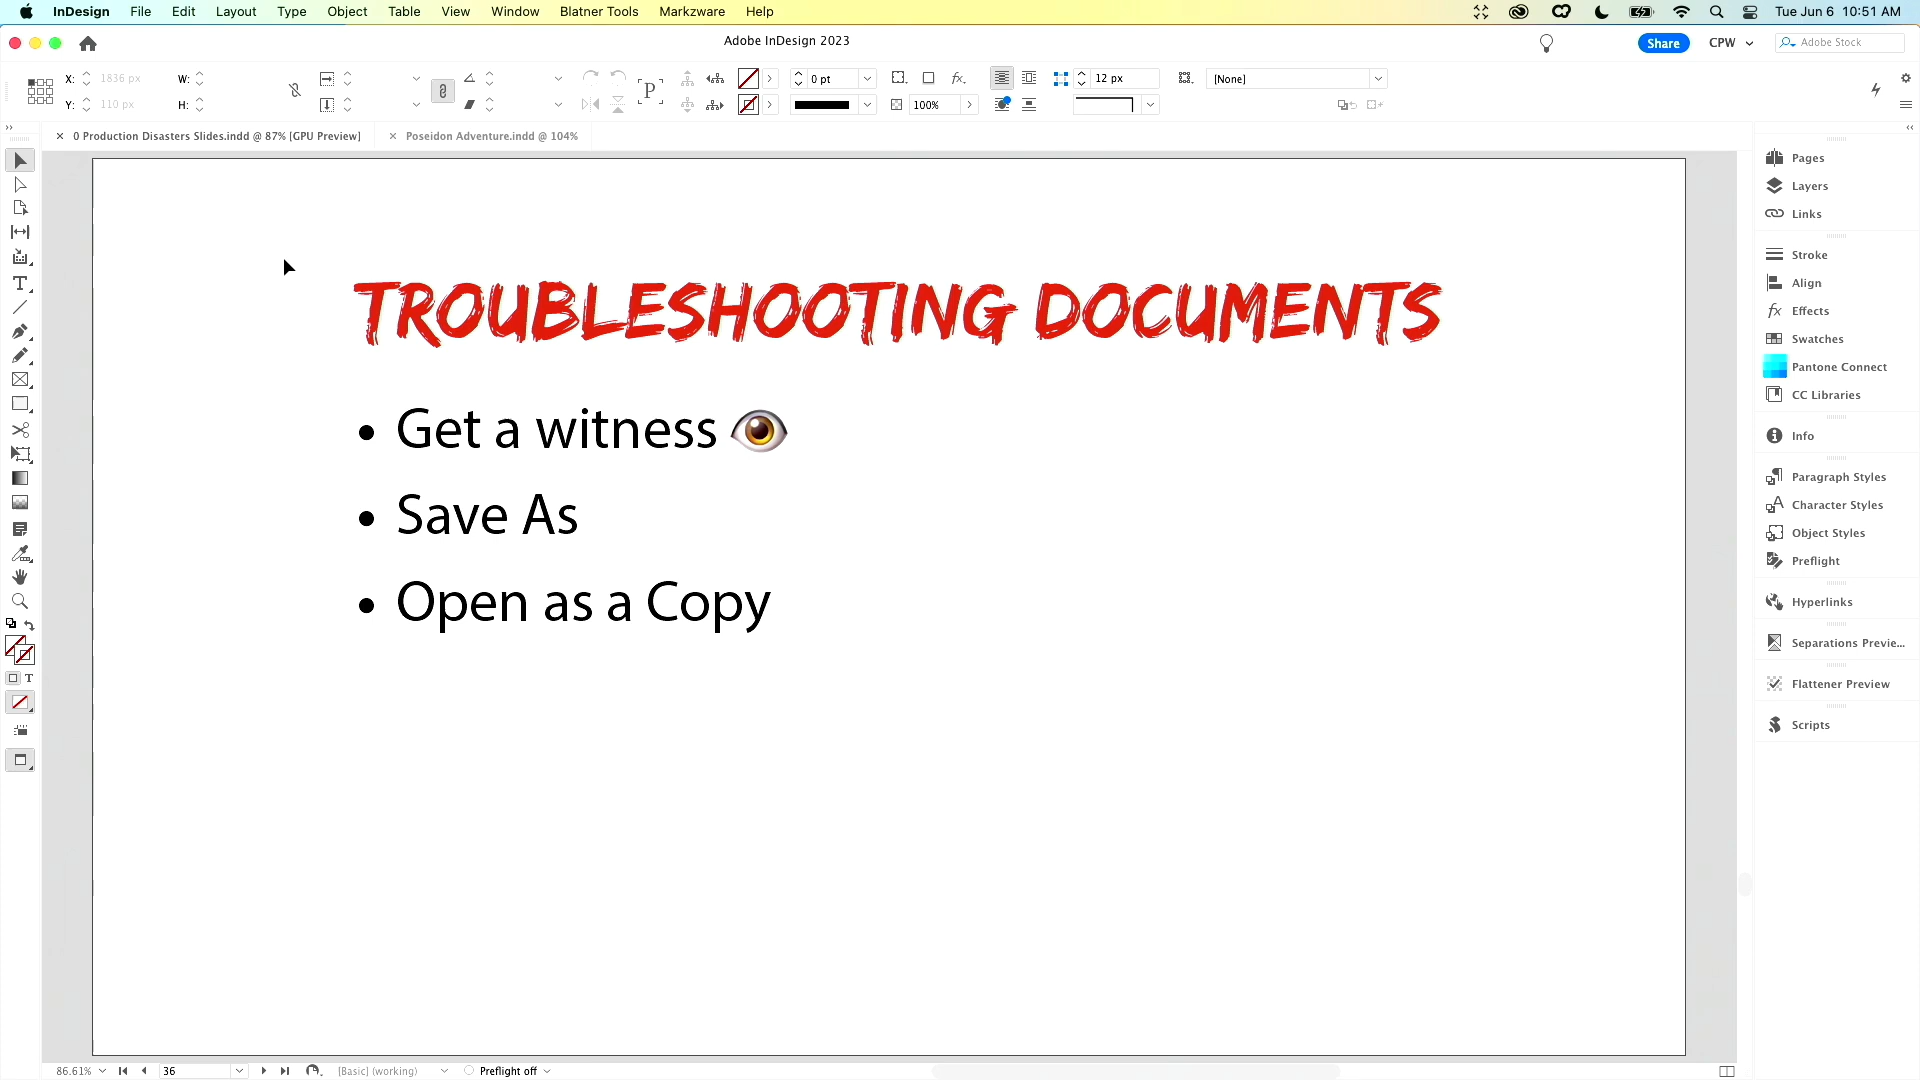 InDesign File Edit Layout Type Object Table View Window Blatner Tools Markzware Help Tue Jun 6 10:51 AM
Adobe InDesign 2023 Share CPW Adobe Stock
X: 1836 px W: 0 pt 12 px [None]
Y: 110 px H: 100%
0 Production Disasters Slides.indd @ 87% [GPU Preview] Poseidon Adventure.indd @ 104%
TROUBLESHOOTING DOCUMENTS
• Get a witness 👁
• Save As
• Open as a Copy
Pages
Layers
Links
Stroke
Align
Effects
Swatches
Pantone Connect
CC Libraries
Info
Paragraph Styles
Character Styles
Object Styles
Preflight
Hyperlinks
Separations Previe...
Flattener Preview
Scripts
86.61% 36 [Basic] (working) Preflight off